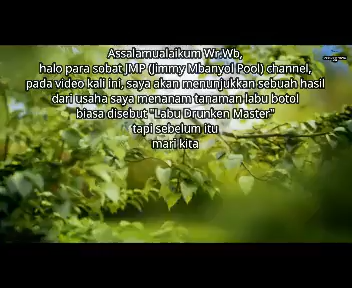 Assalamualaikum Wr.Wb,
halo para sobat JMP (Jimmy Mbanyol Pool) channel,
pada video kali ini, saya akan menunjukkan sebuah hasil
dari usaha saya menanam tanaman labu botol
biasa disebut "Labu Drunken Master"
tapi sebelum itu
mari kita